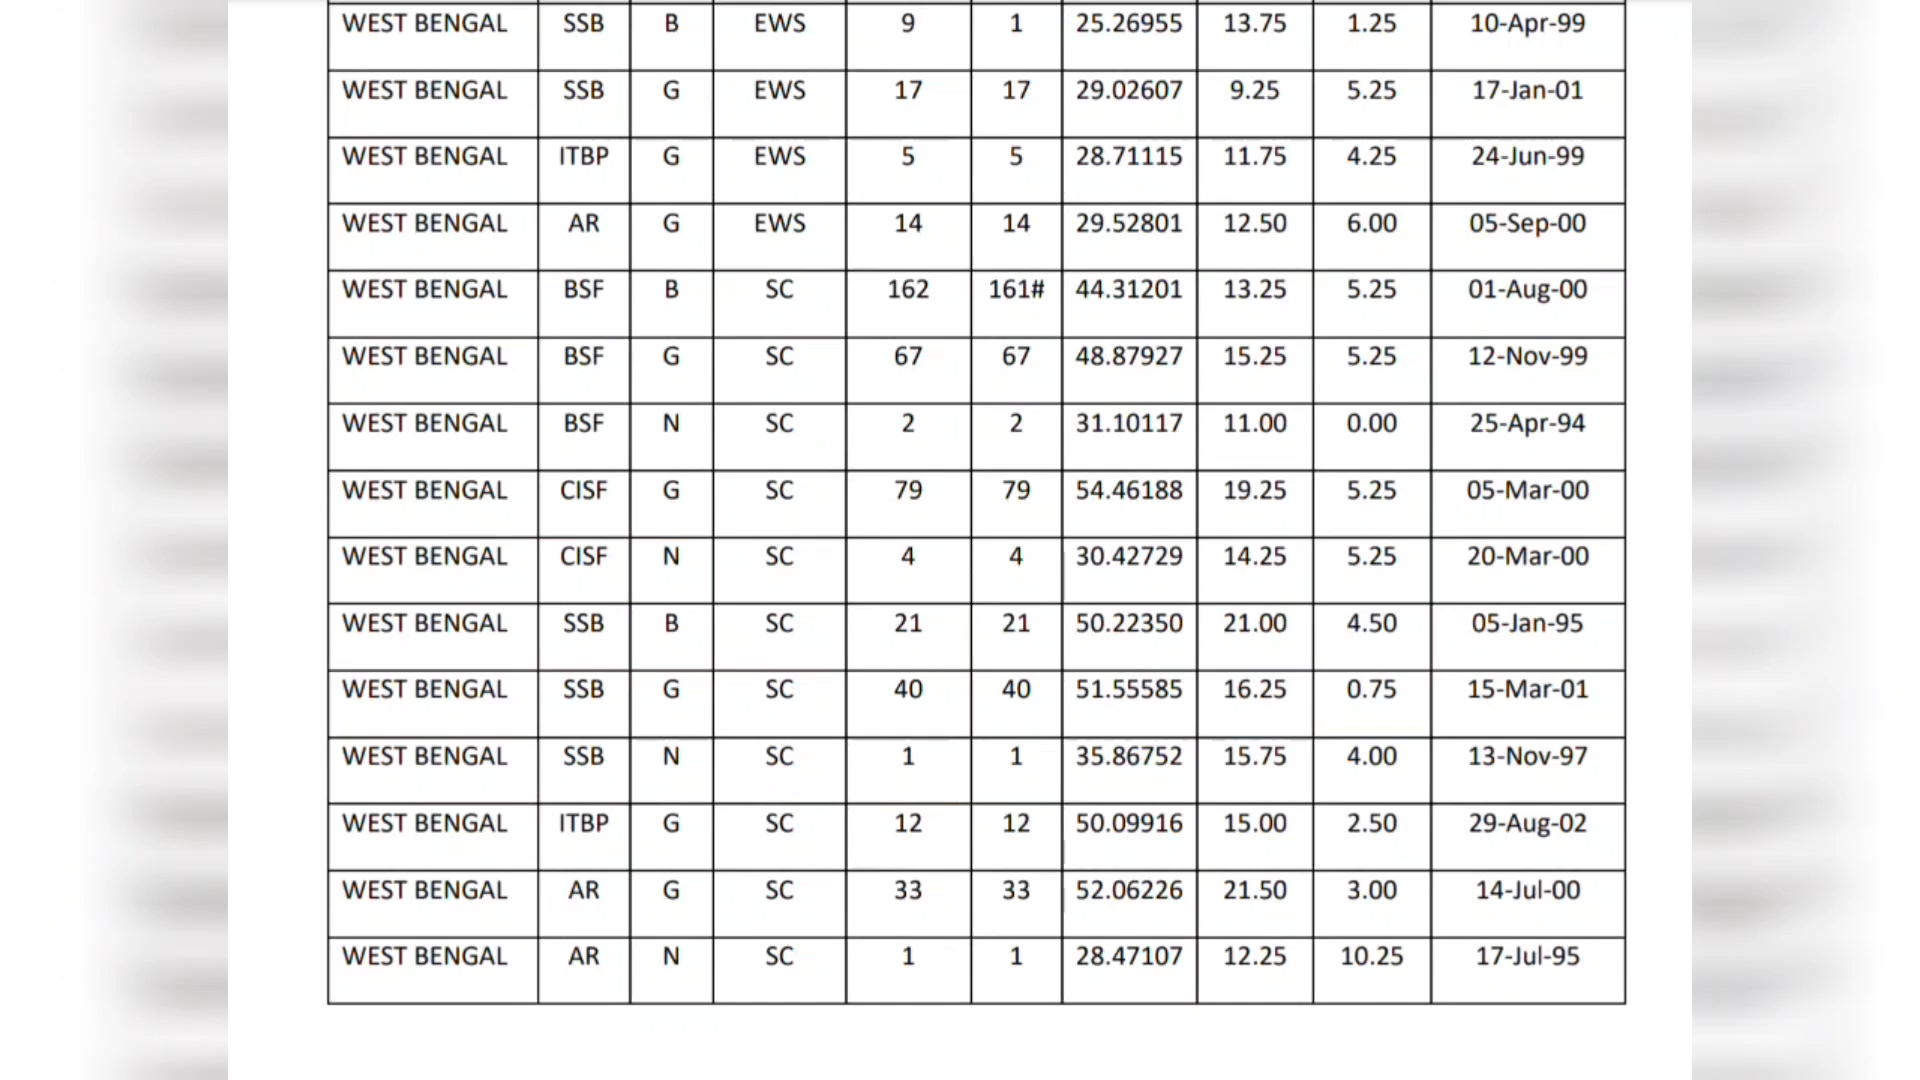 WEST BENGAL SSB B EWS 9 1 25.26955 13.75 1.25 10-Apr-99
WEST BENGAL SSB G EWS 17 17 29.02607 9.25 5.25 17-Jan-01
WEST BENGAL ITBP G EWS 5 5 28.71115 11.75 4.25 24-Jun-99
WEST BENGAL AR G EWS 14 14 29.52801 12.50 6.00 05-Sep-00
WEST BENGAL BSF B SC 162 161# 44.31201 13.25 5.25 01-Aug-00
WEST BENGAL BSF G SC 67 67 48.87927 15.25 5.25 12-Nov-99
WEST BENGAL BSF N SC 2 2 31.10117 11.00 0.00 25-Apr-94
WEST BENGAL CISF G SC 79 79 54.46188 19.25 5.25 05-Mar-00
WEST BENGAL CISF N SC 4 4 30.42729 14.25 5.25 20-Mar-00
WEST BENGAL SSB B SC 21 21 50.22350 21.00 4.50 05-Jan-95
WEST BENGAL SSB G SC 40 40 51.55585 16.25 0.75 15-Mar-01
WEST BENGAL SSB N SC 1 1 35.86752 15.75 4.00 13-Nov-97
WEST BENGAL ITBP G SC 12 12 50.09916 15.00 2.50 29-Aug-02
WEST BENGAL AR G SC 33 33 52.06226 21.50 3.00 14-Jul-00
WEST BENGAL AR N SC 1 1 28.47107 12.25 10.25 17-Jul-95